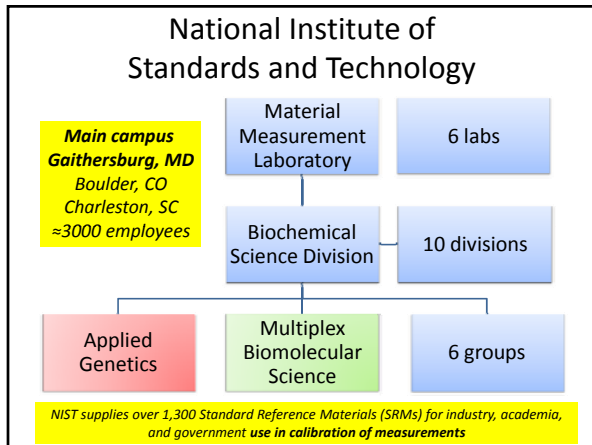 National Institute of
Standards and Technology
Main campus
Gaithersburg, MD
Boulder, CO
Charleston, SC
≈3000 employees
Material
Measurement
Laboratory
6 labs
Biochemical
Science Division
10 divisions
Applied
Genetics
Multiplex
Biomolecular
Science
6 groups
NIST supplies over 1,300 Standard Reference Materials (SRMs) for industry, academia,
and government use in calibration of measurements